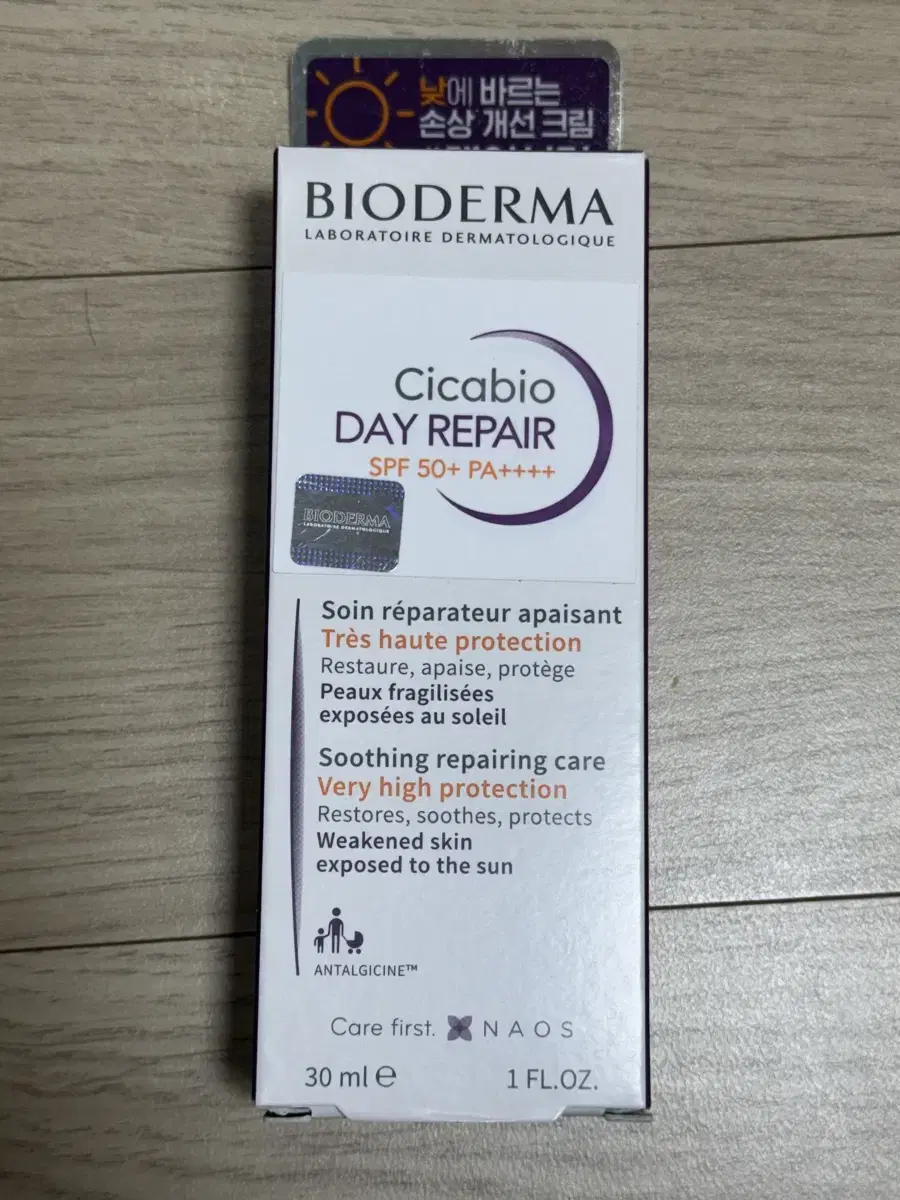 낮에 바르는
손상 개선 크림
BIODERMA
LABORATOIRE DERMATOLOGIQUE
Cicabio
DAY REPAIR
SPF 50+ PA++++
BIODERMA
LABORATOIRE DERMATOLOGIQUE
Soin réparateur apaisant
Très haute protection
Restaure, apaise, protège
Peaux fragilisées
exposées au soleil
Soothing repairing care
Very high protection
Restores, soothes, protects
Weakened skin
exposed to the sun
ANTALGICINE™
Care first. NAOS
30 ml e 1 FL.OZ.